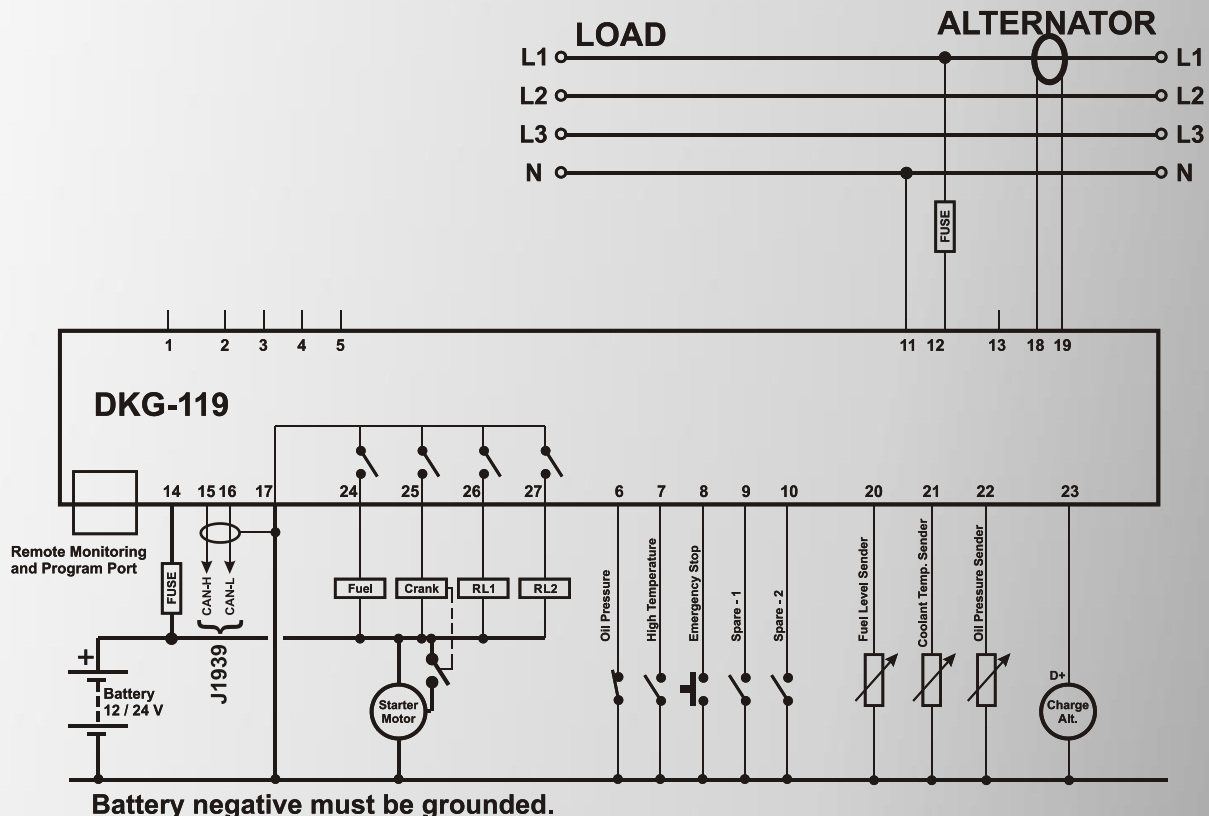 LOAD
ALTERNATOR
L1
L1
L2
L2
L3
L3
N
N
FUSE
1 2 3 4 5 11 12 13 18 19
DKG-119
14 15 16 17 24 25 26 27 6 7 8 9 10 20 21 22 23
Remote Monitoring
and Program Port
FUSE
CAN-H
CAN-L
J1939
Fuel
Crank
RL1
RL2
Oil Pressure
High Temperature
Emergency Stop
Spare - 1
Spare - 2
Fuel Level Sender
Coolant Temp. Sender
Oil Pressure Sender
+
Battery
12 / 24 V
Starter
Motor
D+
Charge
Alt.
Battery negative must be grounded.